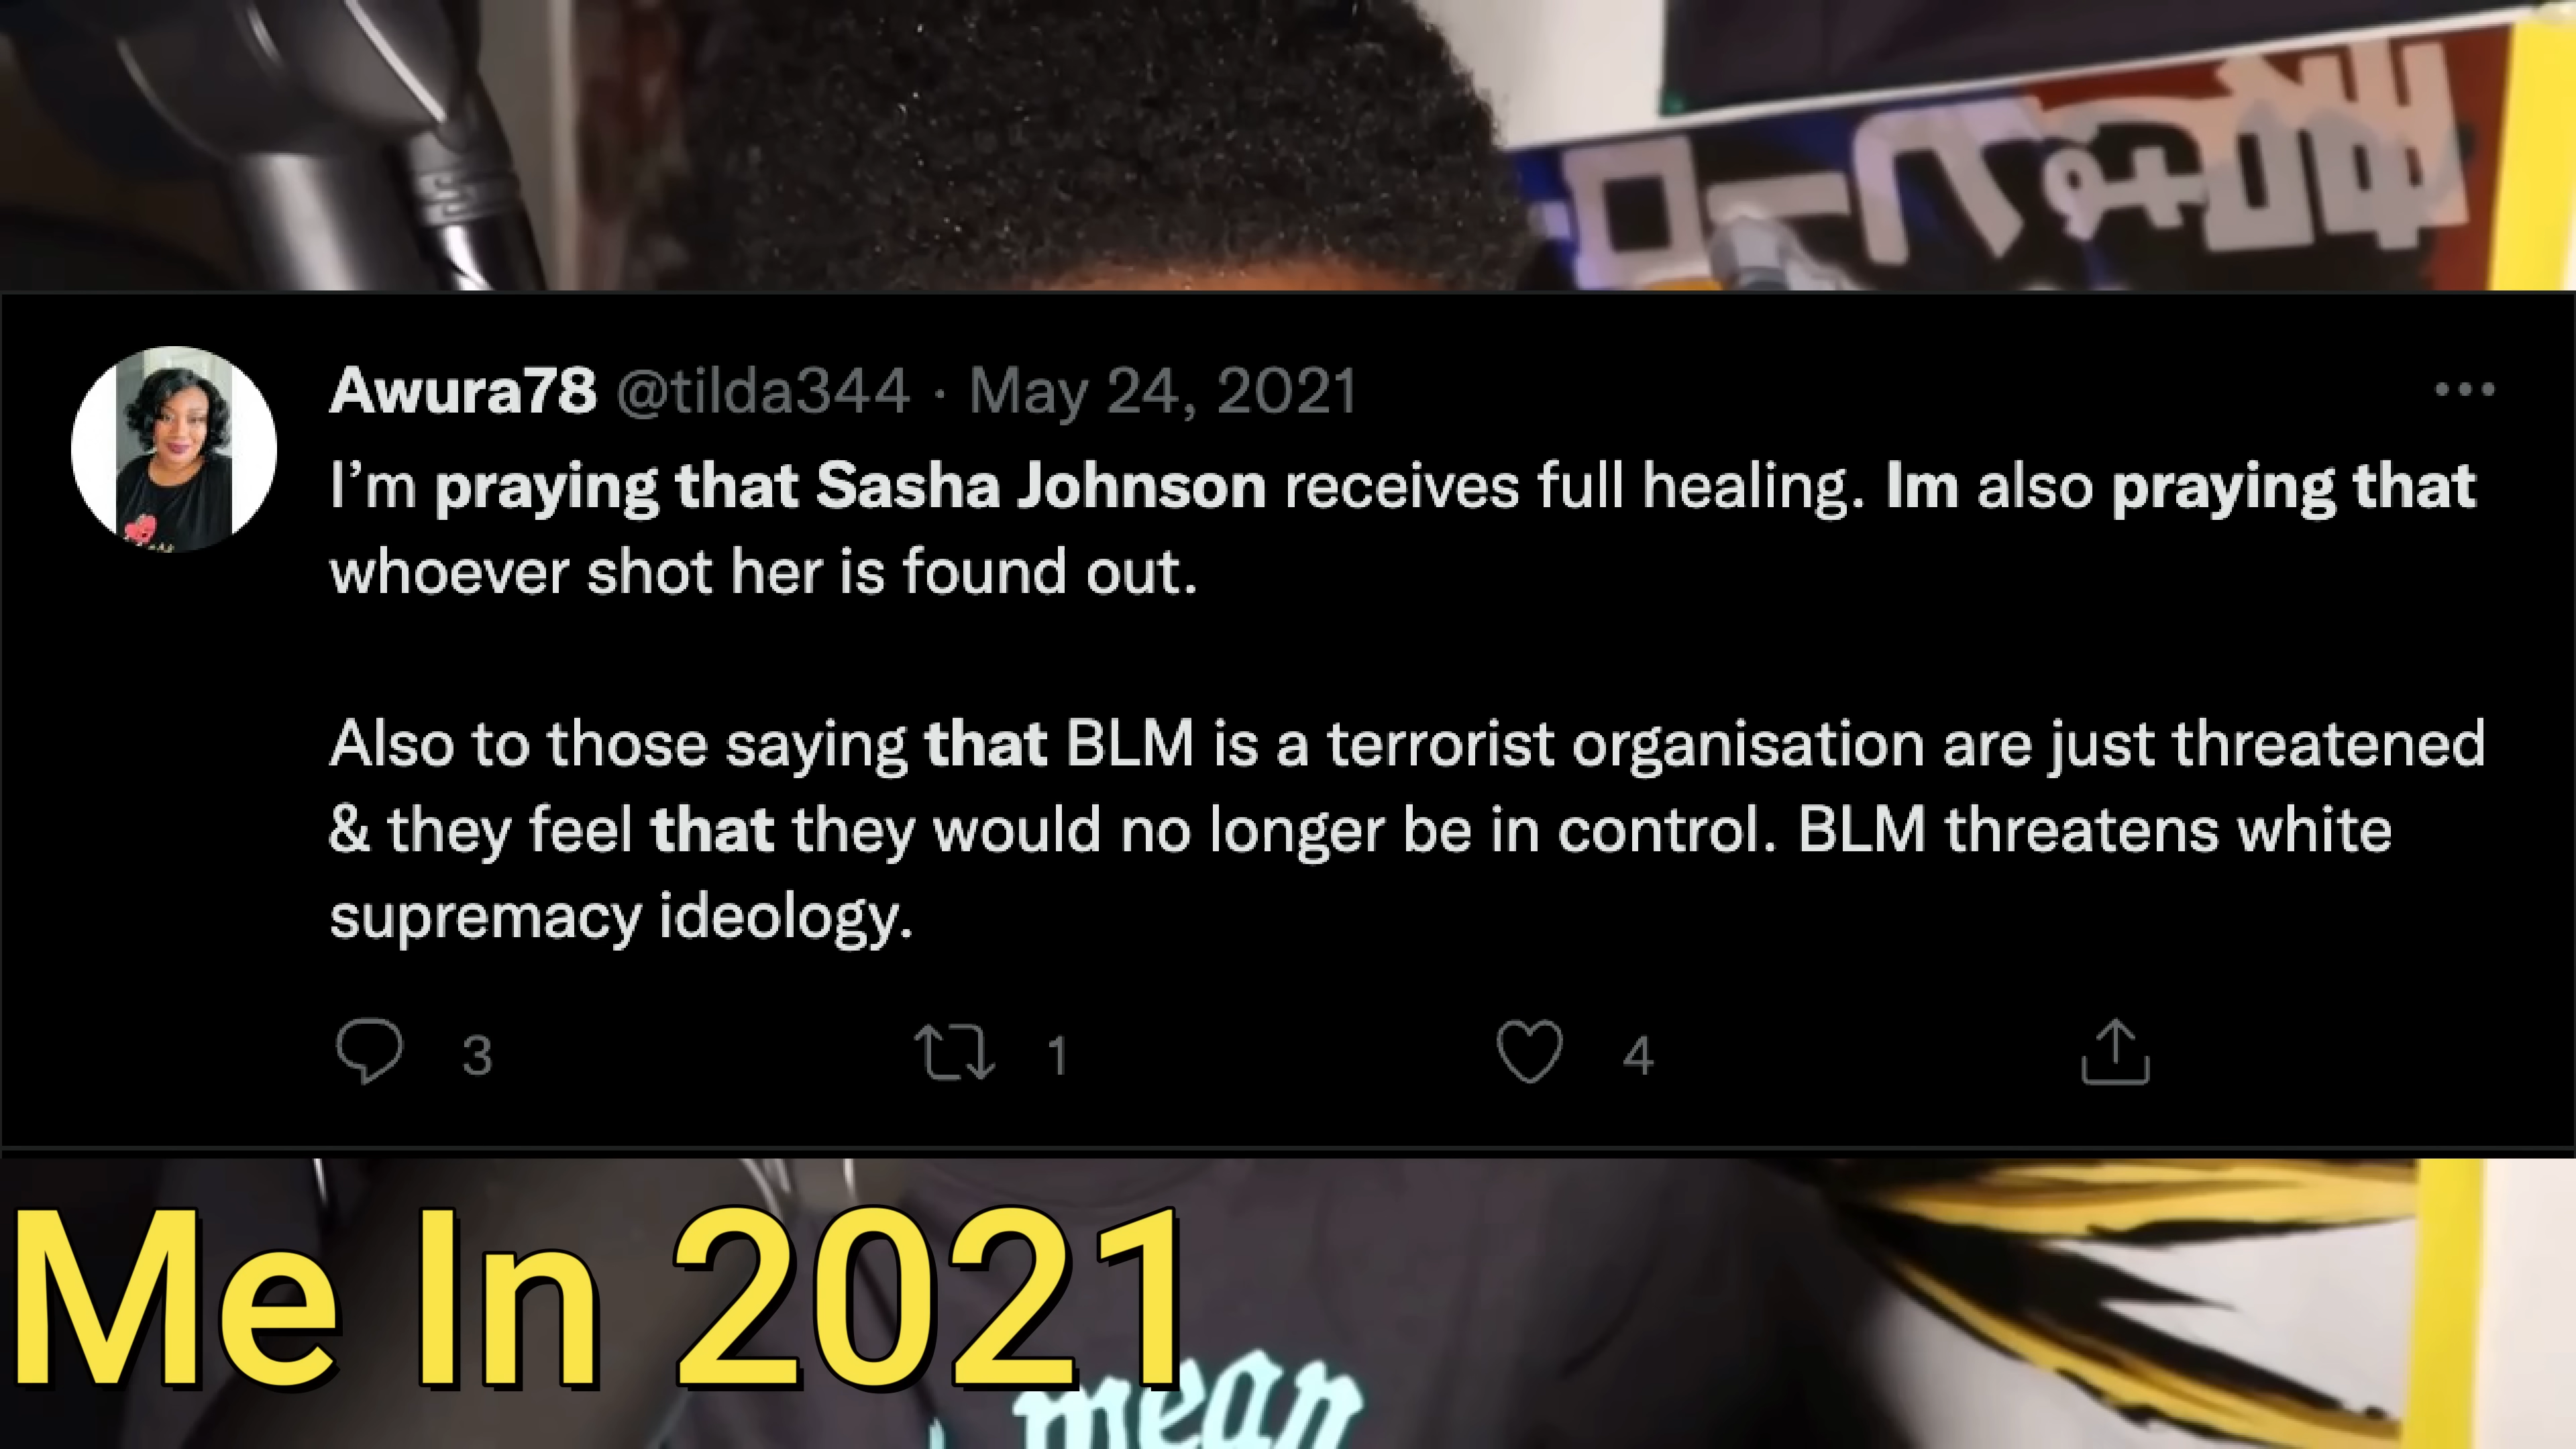 Awura78 @tilda344 · May 24, 2021
I'm praying that Sasha Johnson receives full healing. Im also praying that
whoever shot her is found out.
Also to those saying that BLM is a terrorist organisation are just threatened
& they feel that they would no longer be in control. BLM threatens white
supremacy ideology.
3 1 4
Me In 2021
mean